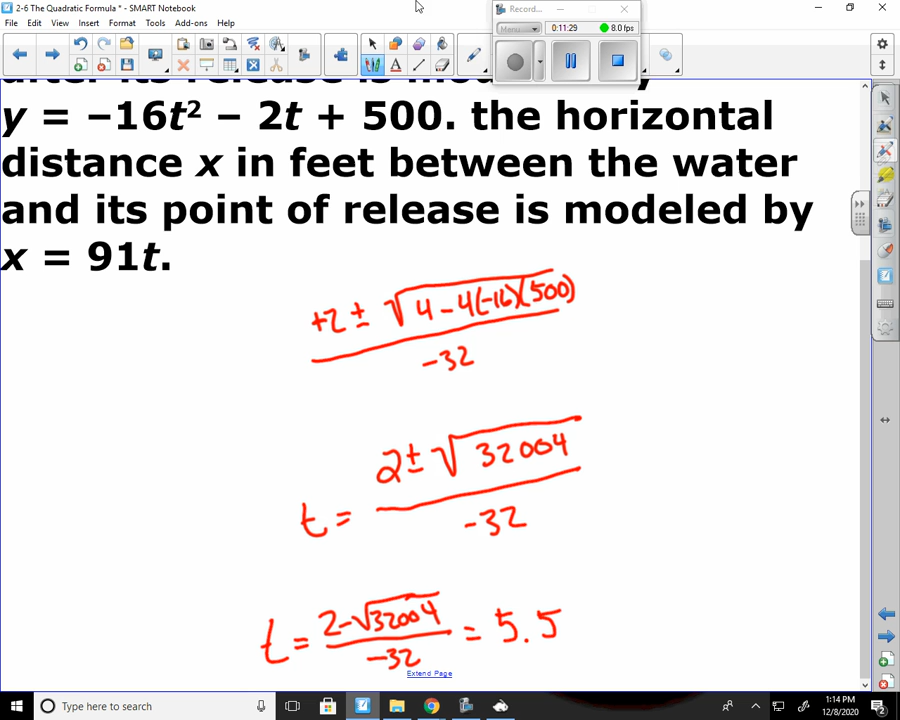 2-6 The Quadratic Formula * - SMART Notebook
File Edit View Insert Format Tools Add-ons Help
Record...
Menu
0:11:29
8.0 fps
y = –16t² – 2t + 500. the horizontal
distance x in feet between the water
and its point of release is modeled by
x = 91t.
+2 ± √4 - 4(-16)(500)
-32
t = 2 ± √32004
-32
t = 2-√32004 = 5.5
-32
Extend Page
Type here to search
1:14 PM
12/8/2020
2